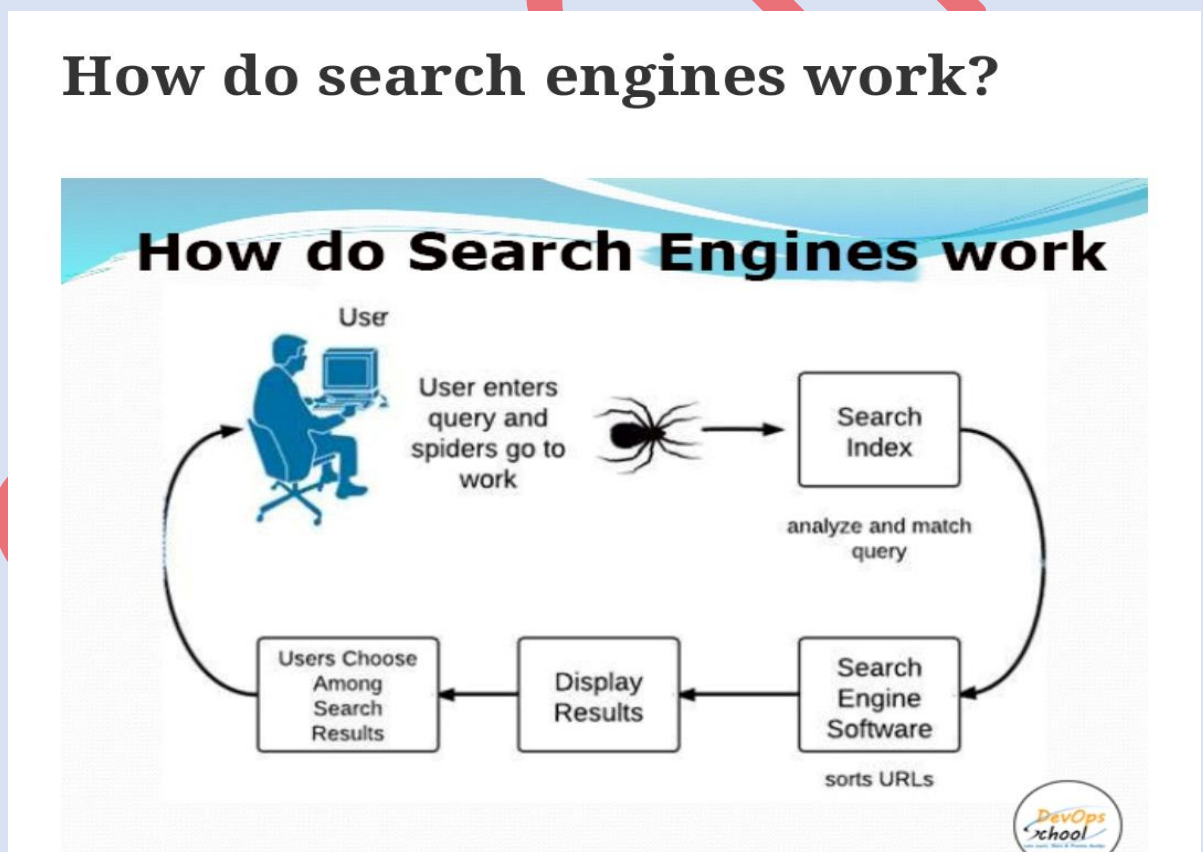 How do search engines work?
How do Search Engines work
User
User enters
query and
spiders go to
work
Search
Index
analyze and match
query
Search
Engine
Software
sorts URLs
Display
Results
Users Choose
Among
Search
Results
DevOps
School